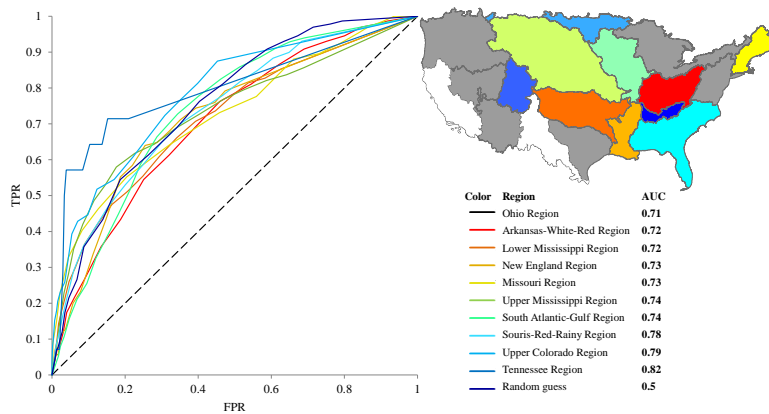 1
0.9
0.8
0.7
0.6
0.5
0.4
0.3
0.2
0.1
0
TPR
0 0.2 0.4 0.6 0.8 1
FPR
Color Region AUC
Ohio Region 0.71
Arkansas-White-Red Region 0.72
Lower Mississippi Region 0.72
New England Region 0.73
Missouri Region 0.73
Upper Mississippi Region 0.74
South Atlantic-Gulf Region 0.74
Souris-Red-Rainy Region 0.78
Upper Colorado Region 0.79
Tennessee Region 0.82
Random guess 0.5